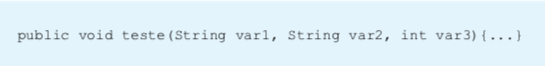 public void teste(String var1, String var2, int var3){...}